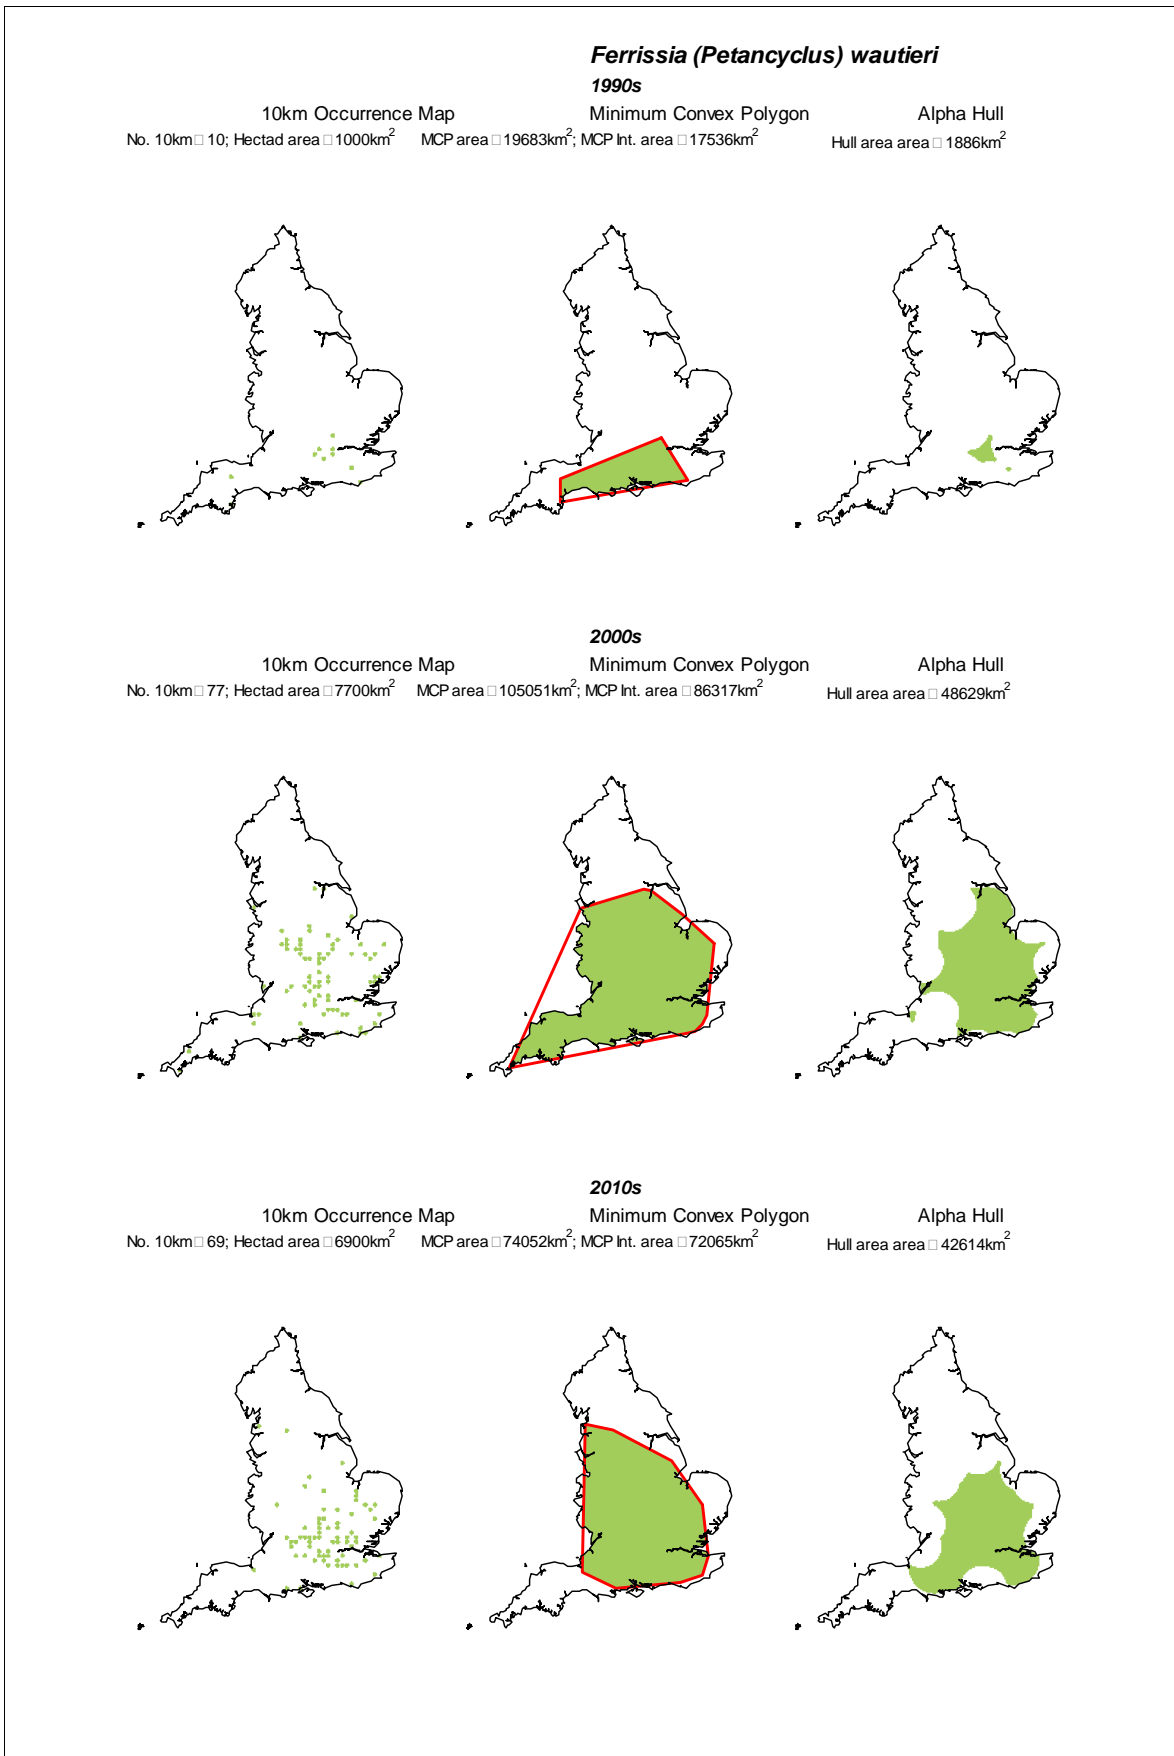 Ferrissia (Petancyclus) wautieri
1990s
10km Occurrence Map Minimum Convex Polygon Alpha Hull
No. 10km□10; Hectad area□1000km² MCP area□19683km²; MCP Int. area□17536km² Hull area area□1886km²
2000s
10km Occurrence Map Minimum Convex Polygon Alpha Hull
No. 10km□77; Hectad area□7700km² MCP area□105051km²; MCP Int. area□86317km² Hull area area□48629km²
2010s
10km Occurrence Map Minimum Convex Polygon Alpha Hull
No. 10km□69; Hectad area□6900km² MCP area□74052km²; MCP Int. area□72065km² Hull area area□42614km²